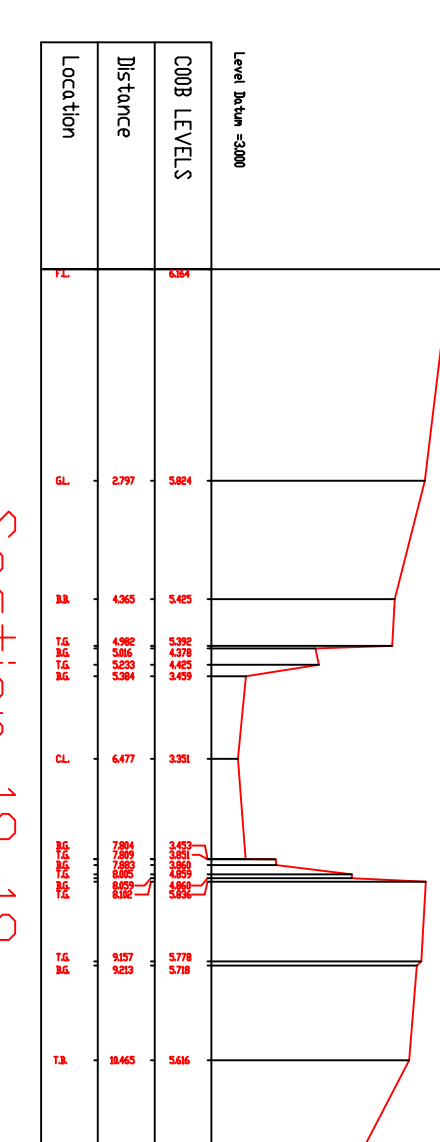 Level Datum =3.000
COOB LEVELS
6.164
5.824
5.425
5.392
4.378
4.425
3.459
3.351
3.453
3.851
3.860
4.859
4.860
5.836
5.778
5.718
5.616
Distance
2.797
4.365
4.982
5.016
5.233
5.384
6.477
7.804
7.809
7.883
8.005
8.059
8.102
9.157
9.213
10.465
Location
F.L.
G.L.
B.B.
T.G.
B.G.
T.G.
B.G.
C.L.
B.G.
T.G.
B.G.
T.G.
B.G.
T.G.
T.G.
B.G.
T.B.